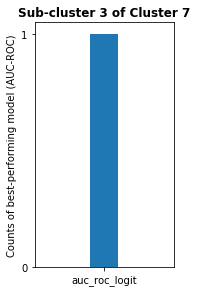 Sub-cluster 3 of Cluster 7
Counts of best-performing model (AUC-ROC)
1
0
auc_roc_logit